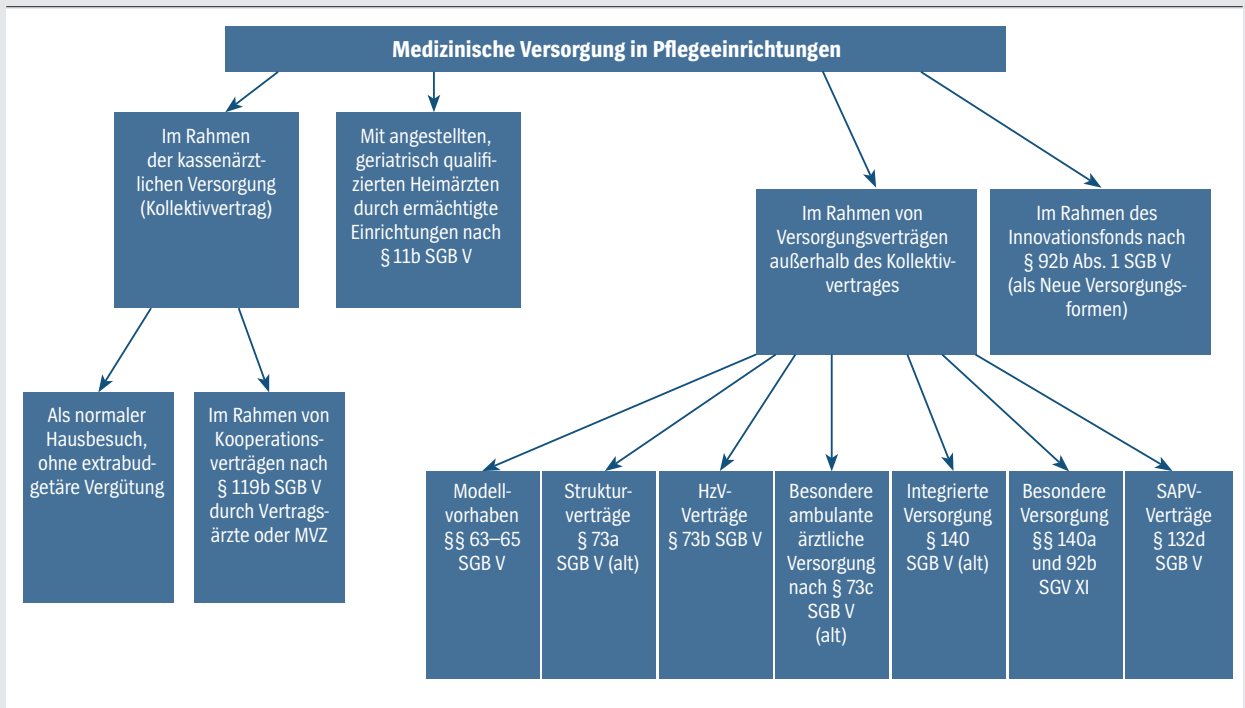 Medizinische Versorgung in Pflegeeinrichtungen
Im Rahmen
der kassenärzt-
lichen Versorgung
(Kollektivvertrag)
Mit angestellten,
geriatrisch qualifi-
zierten Heimärzten
durch ermächtigte
Einrichtungen nach
§ 11b SGB V
Im Rahmen von
Versorgungsverträgen
außerhalb des Kollektiv-
vertrages
Im Rahmen des
Innovationsfonds nach
§ 92b Abs. 1 SGB V
(als Neue Versorgungs-
formen)
Als normaler
Hausbesuch,
ohne extrabud-
getäre Vergütung
Im Rahmen von
Kooperations-
verträgen nach
§ 119b SGB V
durch Vertrags-
ärzte oder MVZ
Modell-
vorhaben
§§ 63–65
SGB V
Struktur-
verträge
§ 73a
SGB V (alt)
HzV-
Verträge
§ 73b SGB V
Besondere
ambulante
ärztliche
Versorgung
nach § 73c
SGB V
(alt)
Integrierte
Versorgung
§ 140
SGB V (alt)
Besondere
Versorgung
§§ 140a
und 92b
SGV XI
SAPV-
Verträge
§ 132d
SGB V